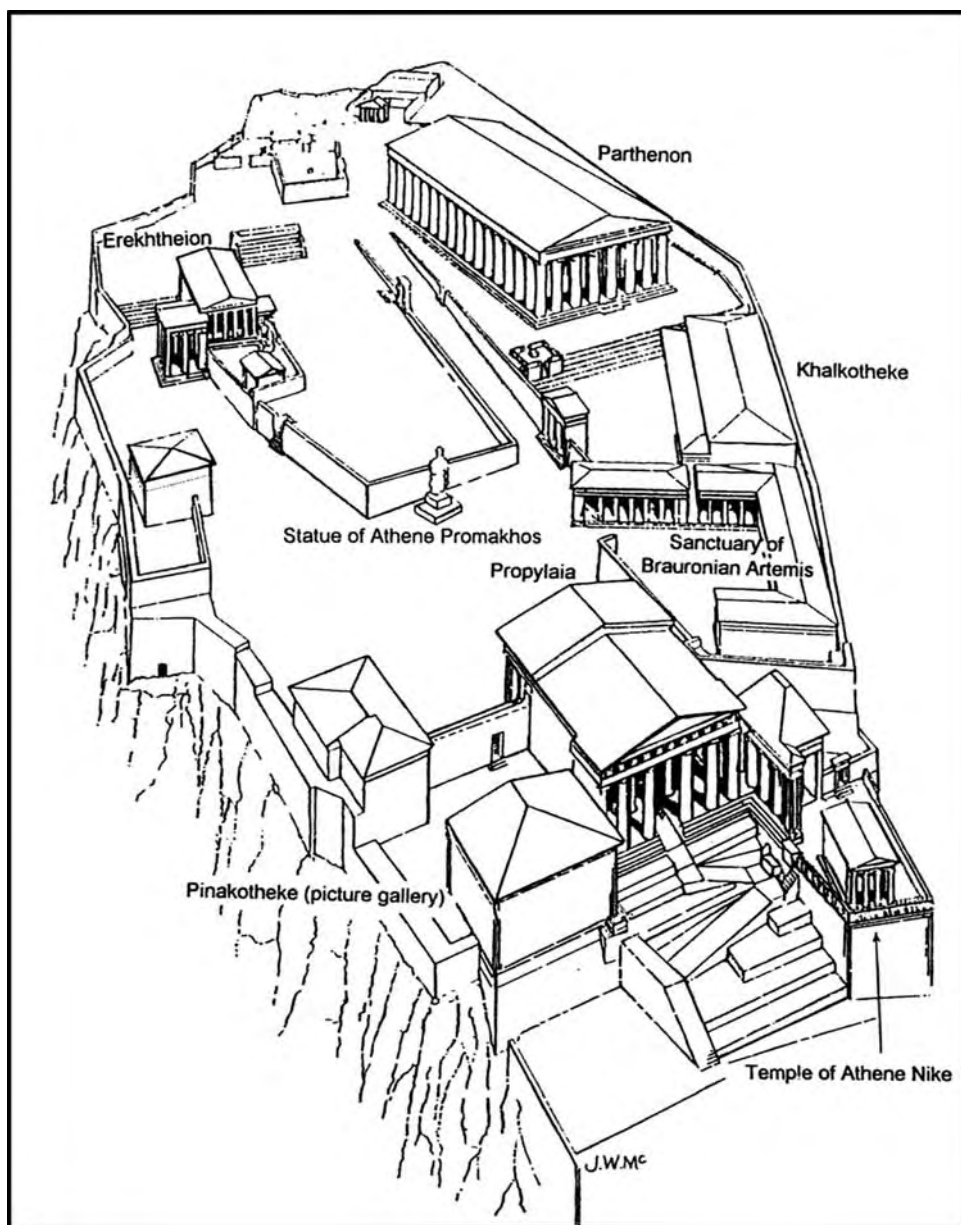 Parthenon
Erekhtheion
Khalkotheke
Statue of Athene Promakhos
Sanctuary of
Brauronian Artemis
Propylaia
Pinakotheke (picture gallery)
Temple of Athene Nike
J.W.Mc